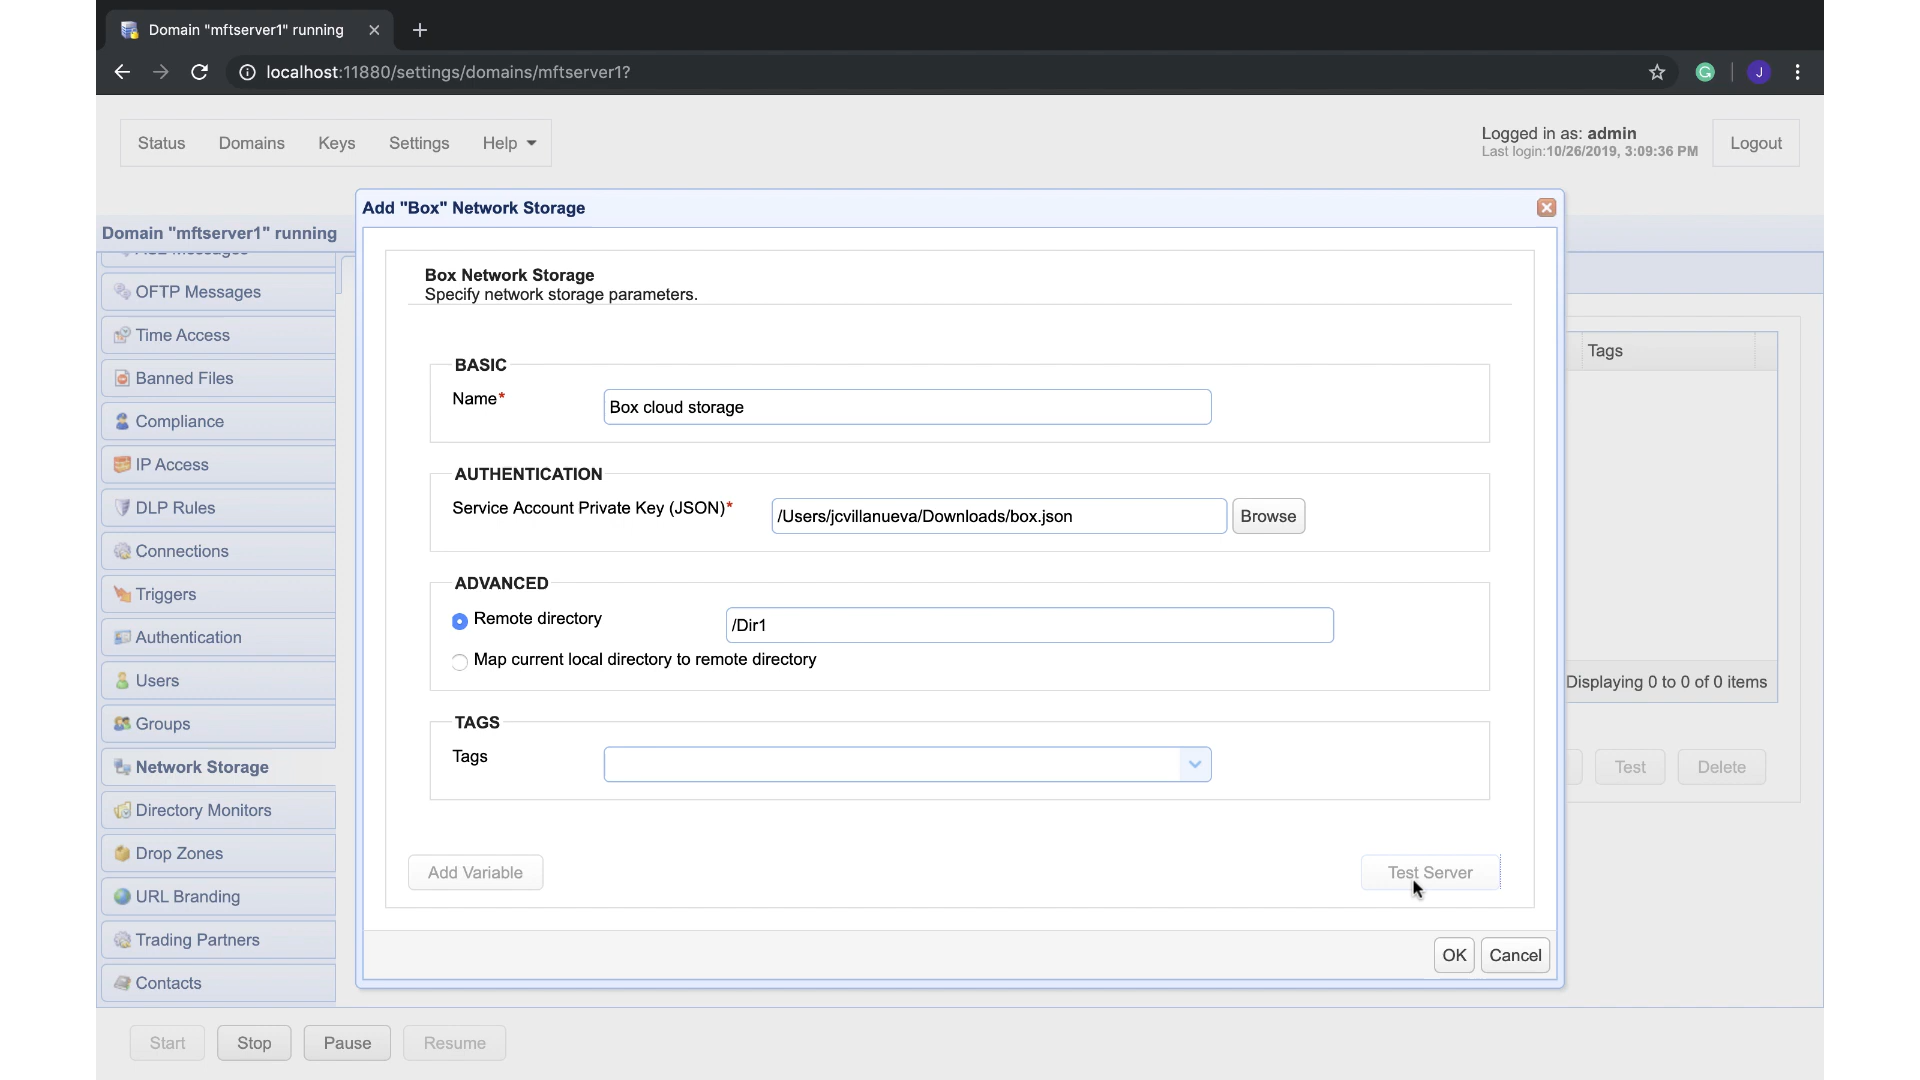 Domain "mftserver1" running
localhost:11880/settings/domains/mftserver1?
G
J
Status Domains Keys Settings Help
Logged in as: admin
Last login:10/26/2019, 3:09:36 PM
Logout
Add "Box" Network Storage
Domain "mftserver1" running
OFTP Messages
Time Access
Banned Files
Compliance
IP Access
DLP Rules
Connections
Triggers
Authentication
Users
Groups
Network Storage
Directory Monitors
Drop Zones
URL Branding
Trading Partners
Contacts
Box Network Storage
Specify network storage parameters.
BASIC
Name*
Box cloud storage
AUTHENTICATION
Service Account Private Key (JSON)*
/Users/jcvillanueva/Downloads/box.json
Browse
ADVANCED
Remote directory
/Dir1
Map current local directory to remote directory
TAGS
Tags
Add Variable
Test Server
OK Cancel
Tags
Displaying 0 to 0 of 0 items
Test Delete
Start Stop Pause Resume